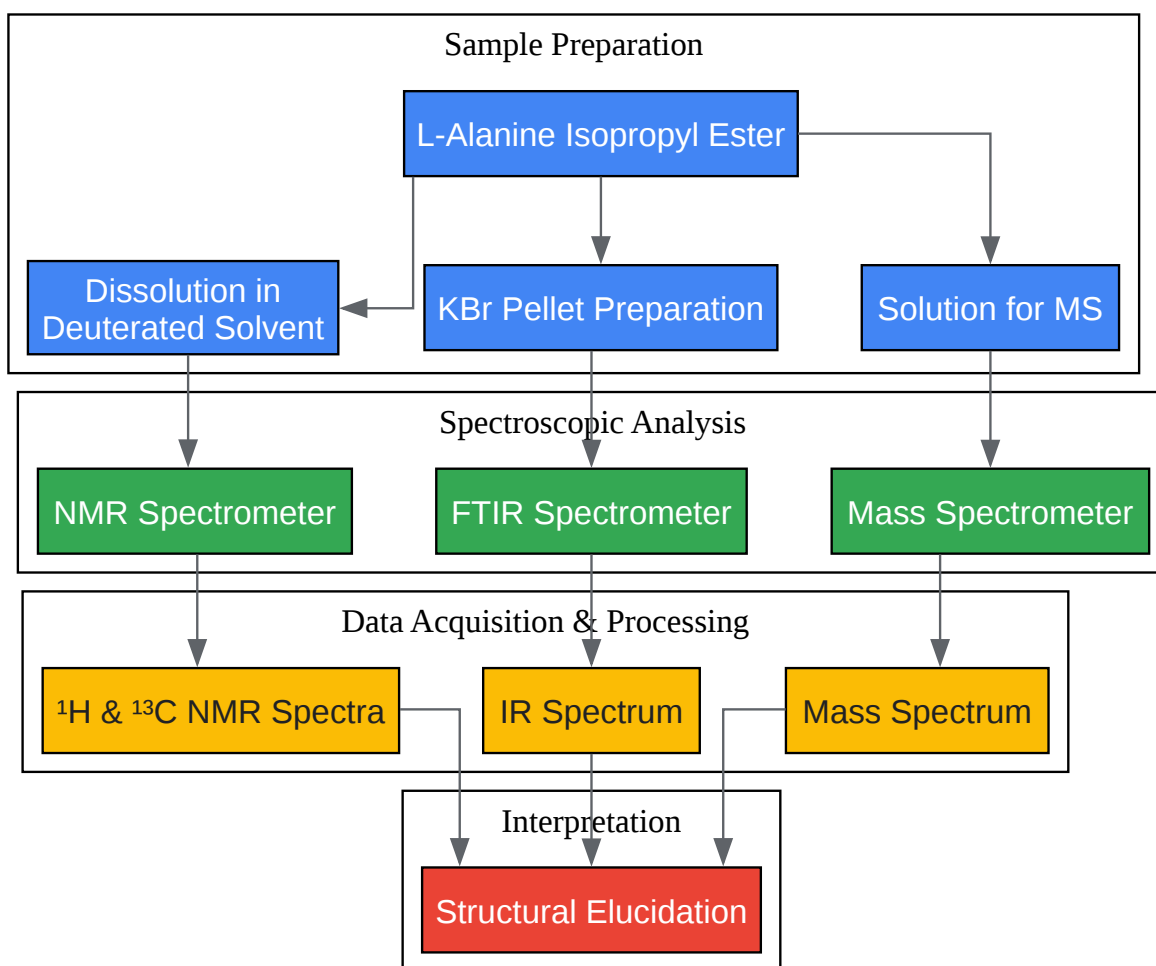 Sample Preparation
L-Alanine Isopropyl Ester
Dissolution in
Deuterated Solvent
KBr Pellet Preparation
Solution for MS
Spectroscopic Analysis
NMR Spectrometer
FTIR Spectrometer
Mass Spectrometer
Data Acquisition & Processing
¹H & ¹³C NMR Spectra
IR Spectrum
Mass Spectrum
Interpretation
Structural Elucidation